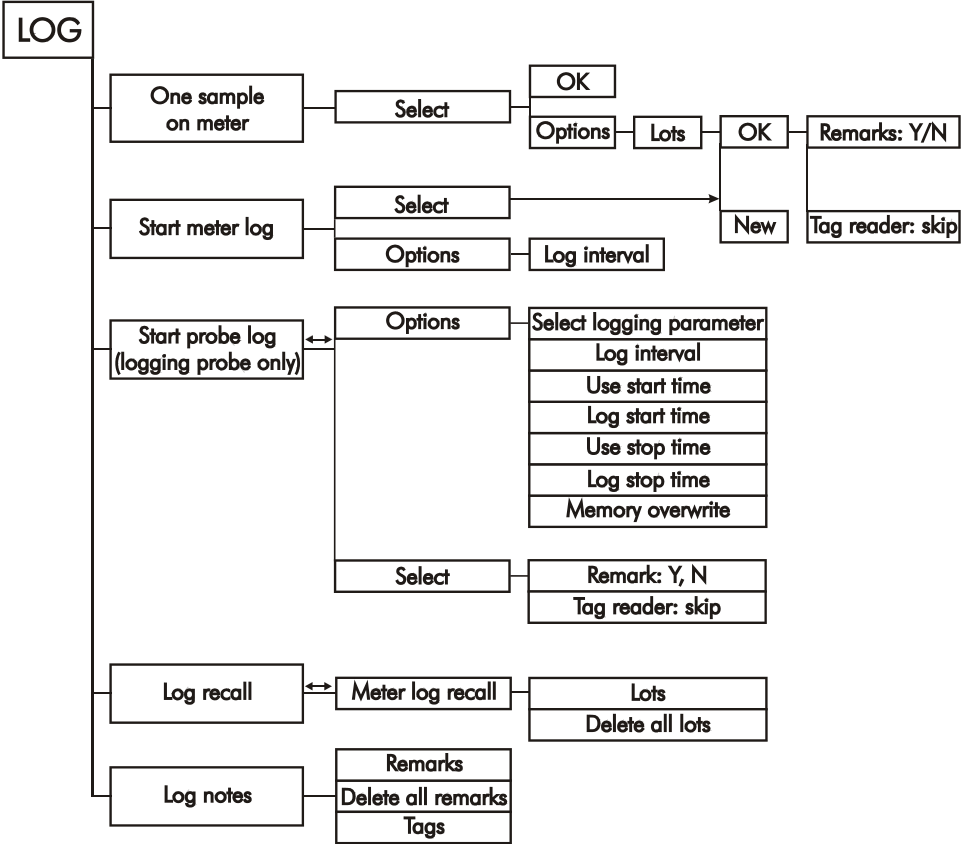 LOG
One sample
on meter
Select
OK
Options
Lots
OK
Remarks: Y/N
New
Tag reader: skip
Start meter log
Select
Options
Log interval
Start probe log
(logging probe only)
Options
Select logging parameter
Log interval
Use start time
Log start time
Use stop time
Log stop time
Memory overwrite
Select
Remark: Y, N
Tag reader: skip
Log recall
Meter log recall
Lots
Delete all lots
Log notes
Remarks
Delete all remarks
Tags